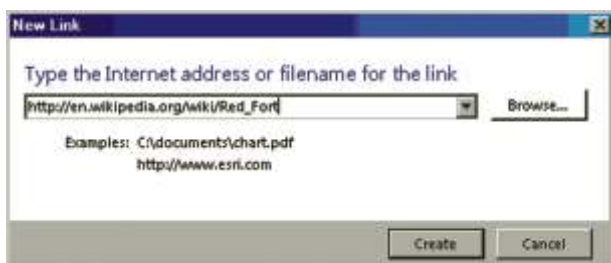 New Link
Type the Internet address or filename for the link
http://en.wikipedia.org/wiki/Red_Fort
Browse...
Examples: C:\documents\chart.pdf
http://www.esri.com
Create
Cancel